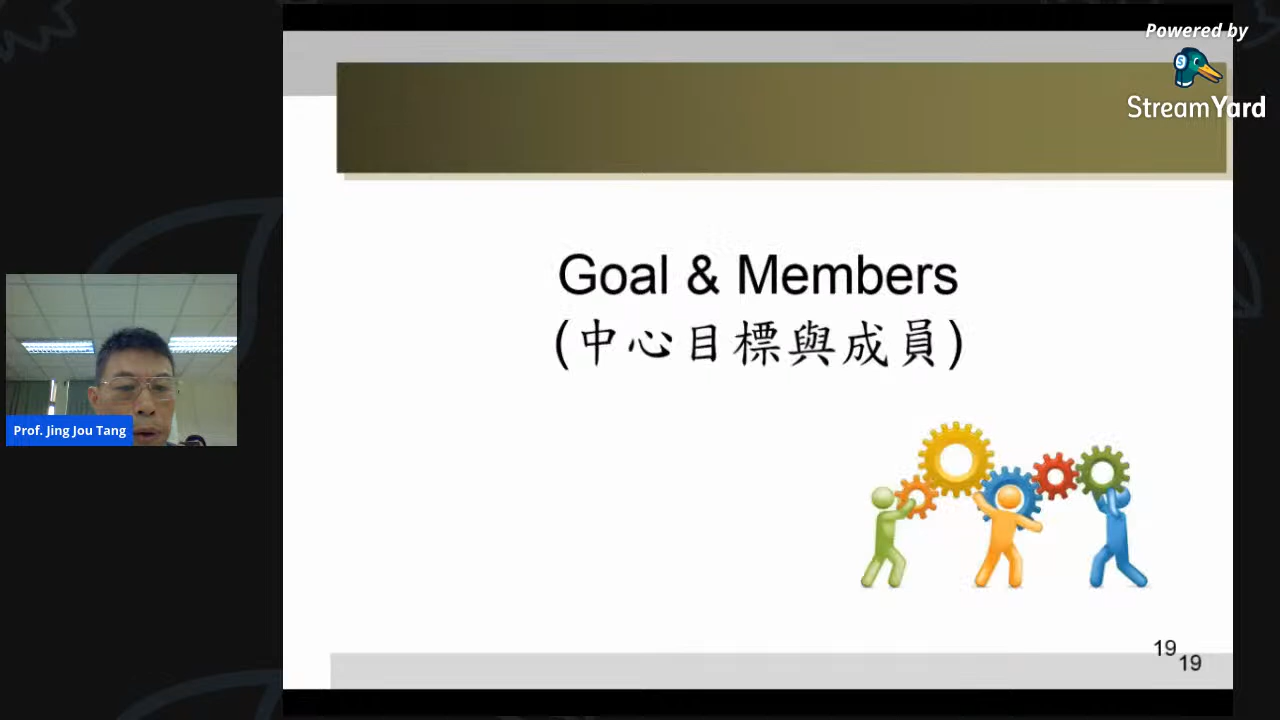 Powered by
StreamYard
Goal & Members
(中心目標與成員)
Prof. Jing Jou Tang
19
19